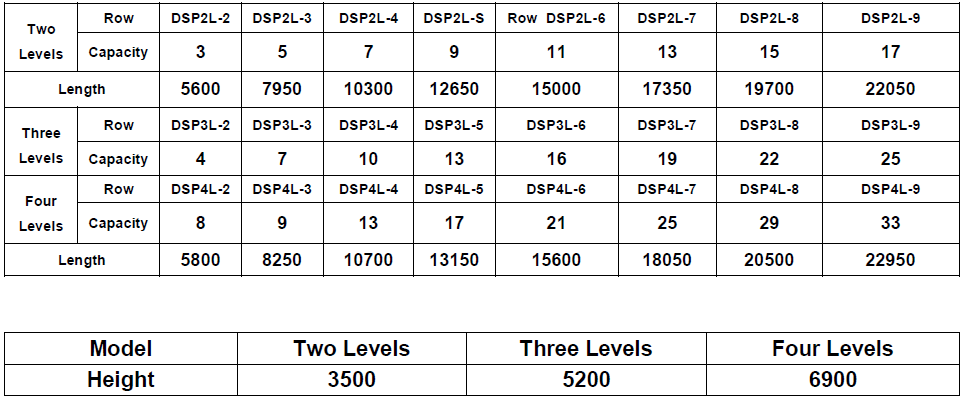 Two Levels Row DSP2L-2 DSP2L-3 DSP2L-4 DSP2L-S Row DSP2L-6 DSP2L-7 DSP2L-8 DSP2L-9
Capacity 3 5 7 9 11 13 15 17
Length 5600 7950 10300 12650 15000 17350 19700 22050
Three Levels Row DSP3L-2 DSP3L-3 DSP3L-4 DSP3L-5 DSP3L-6 DSP3L-7 DSP3L-8 DSP3L-9
Capacity 4 7 10 13 16 19 22 25
Four Levels Row DSP4L-2 DSP4L-3 DSP4L-4 DSP4L-5 DSP4L-6 DSP4L-7 DSP4L-8 DSP4L-9
Capacity 8 9 13 17 21 25 29 33
Length 5800 8250 10700 13150 15600 18050 20500 22950
Model Two Levels Three Levels Four Levels
Height 3500 5200 6900